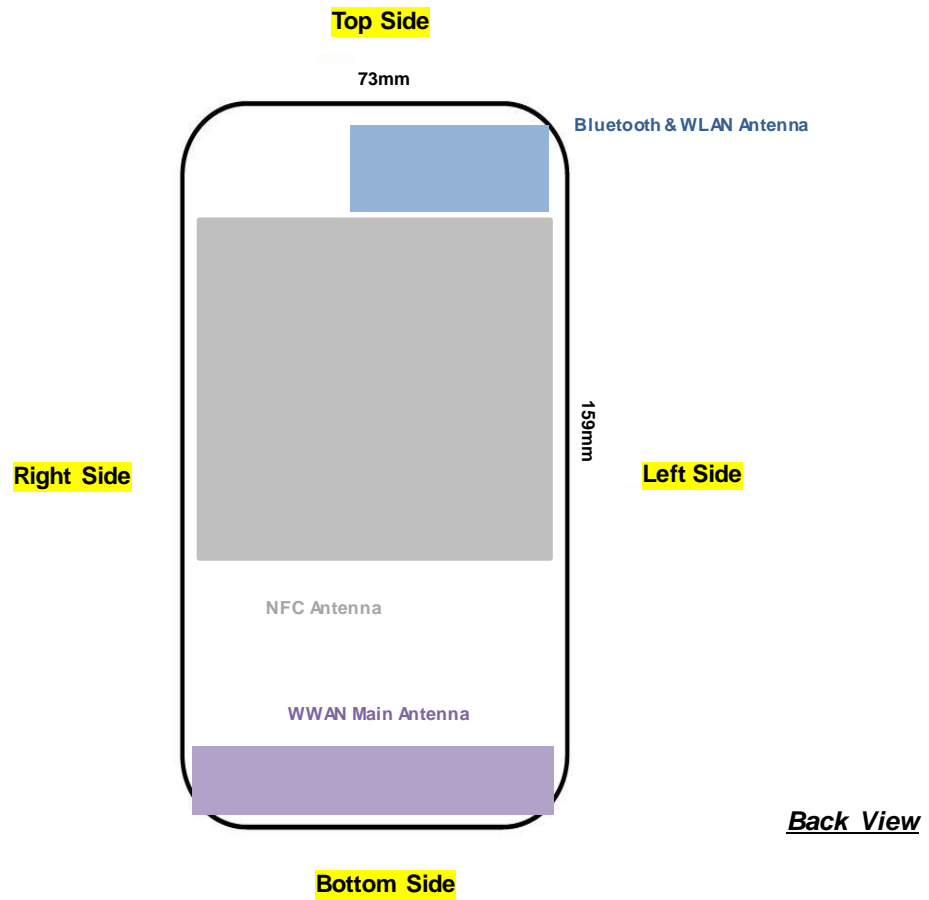 Top Side
73mm
Bluetooth & WLAN Antenna
159mm
Right Side
Left Side
NFC Antenna
WWAN Main Antenna
Back View
Bottom Side